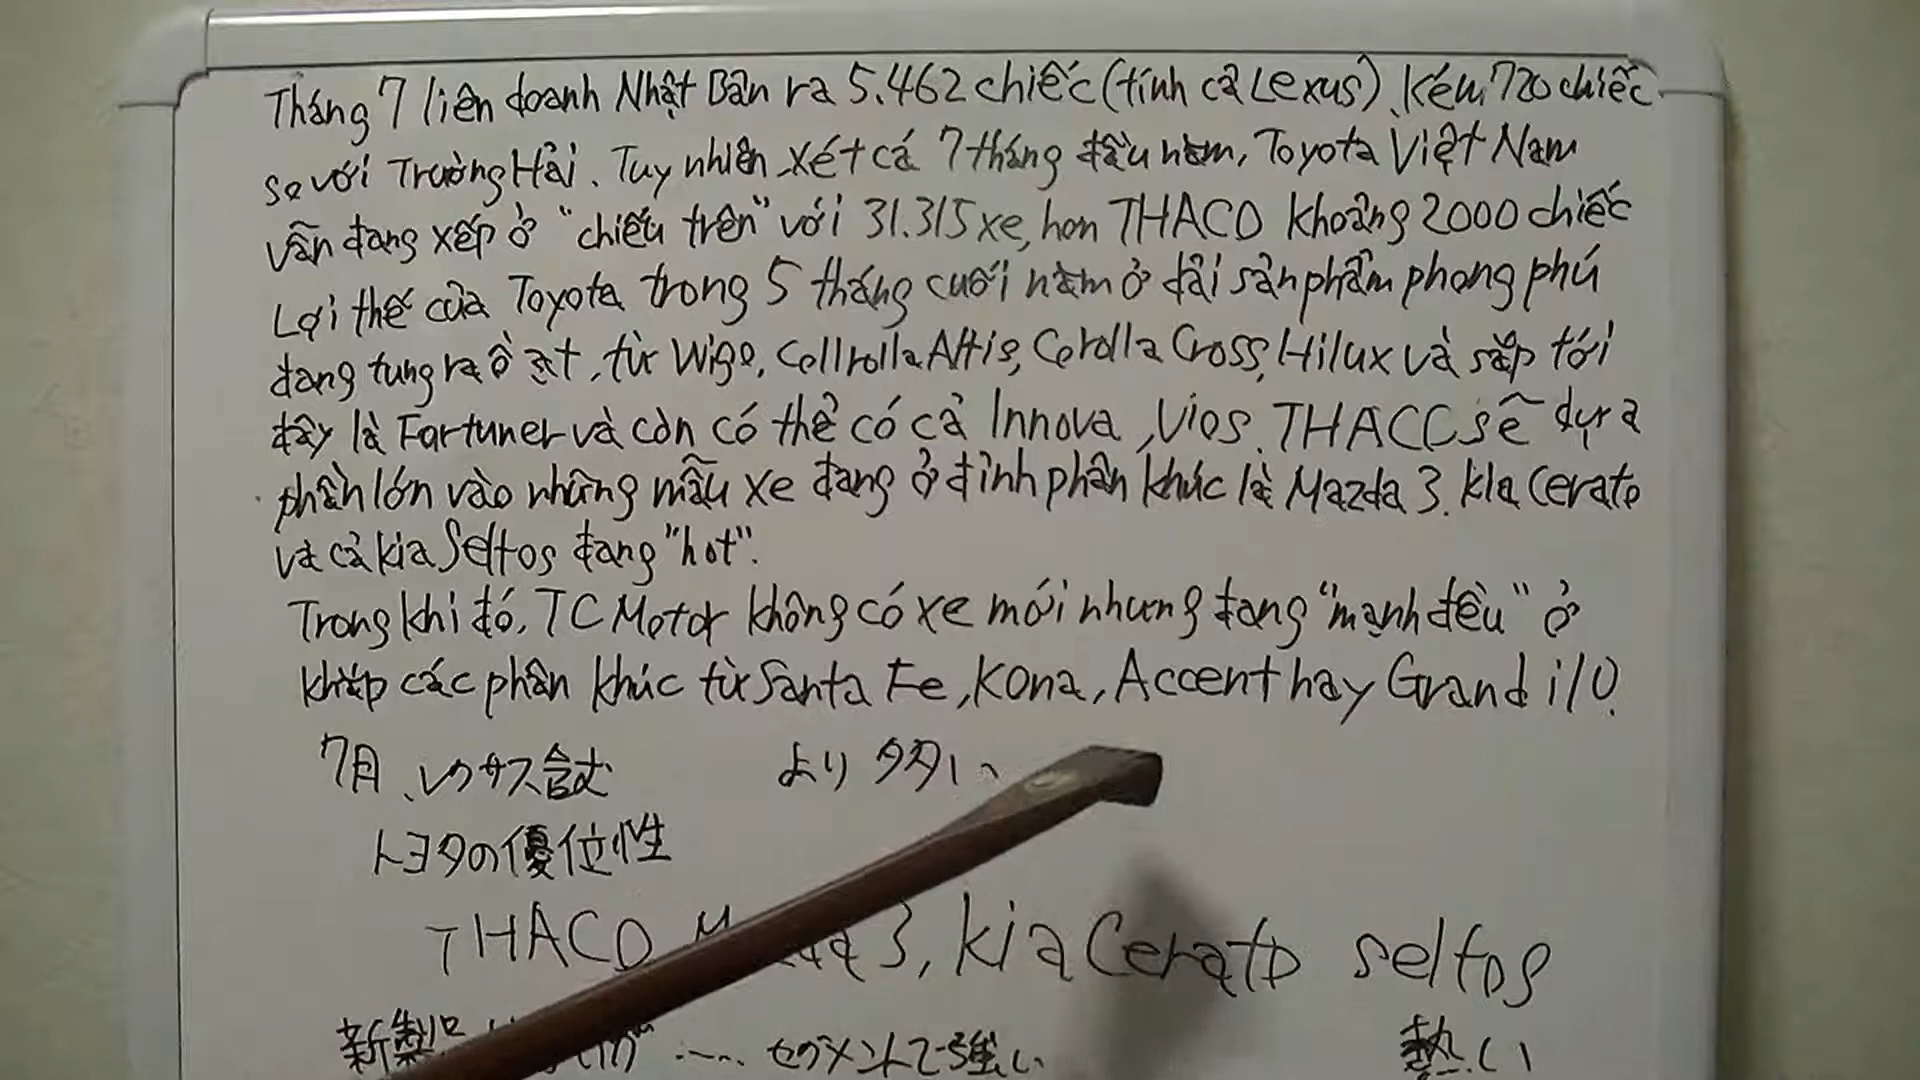 Tháng 7 liên doanh Nhật Bản ra 5.462 chiếc (tính cả Lexus). Kém 720 chiếc
so với Trường Hải. Tuy nhiên xét cá 7 tháng đầu năm, Toyota Việt Nam
vẫn đang xếp ở "chiếu trên" với 31.315 xe, hơn THACO khoảng 2000 chiếc
Lợi thế của Toyota trong 5 tháng cuối năm ở dải sản phẩm phong phú
đang tung ra ồ ạt, từ Wigo, Cellrolla Altis, Corolla Cross, Hilux và sắp tới
đây là Fortuner và còn có thể có cả Innova, Vios. THACC sẽ dựa
phần lớn vào những mẫu xe đang ở đỉnh phân khúc là Mazda 3. kIa Cerato
và cả kia Seltos đang "hot".
Trong khi đó, TC Motor không có xe mới nhưng đang "mạnh đều" ở
khắp các phân khúc từ Santa Fe, Kona, Accent hay Grand i10.
7月、レクサス含む より多い
トヨタの優位性
THACO 3, kia Cerato seltos
新製品 セグメントで強い 熱い